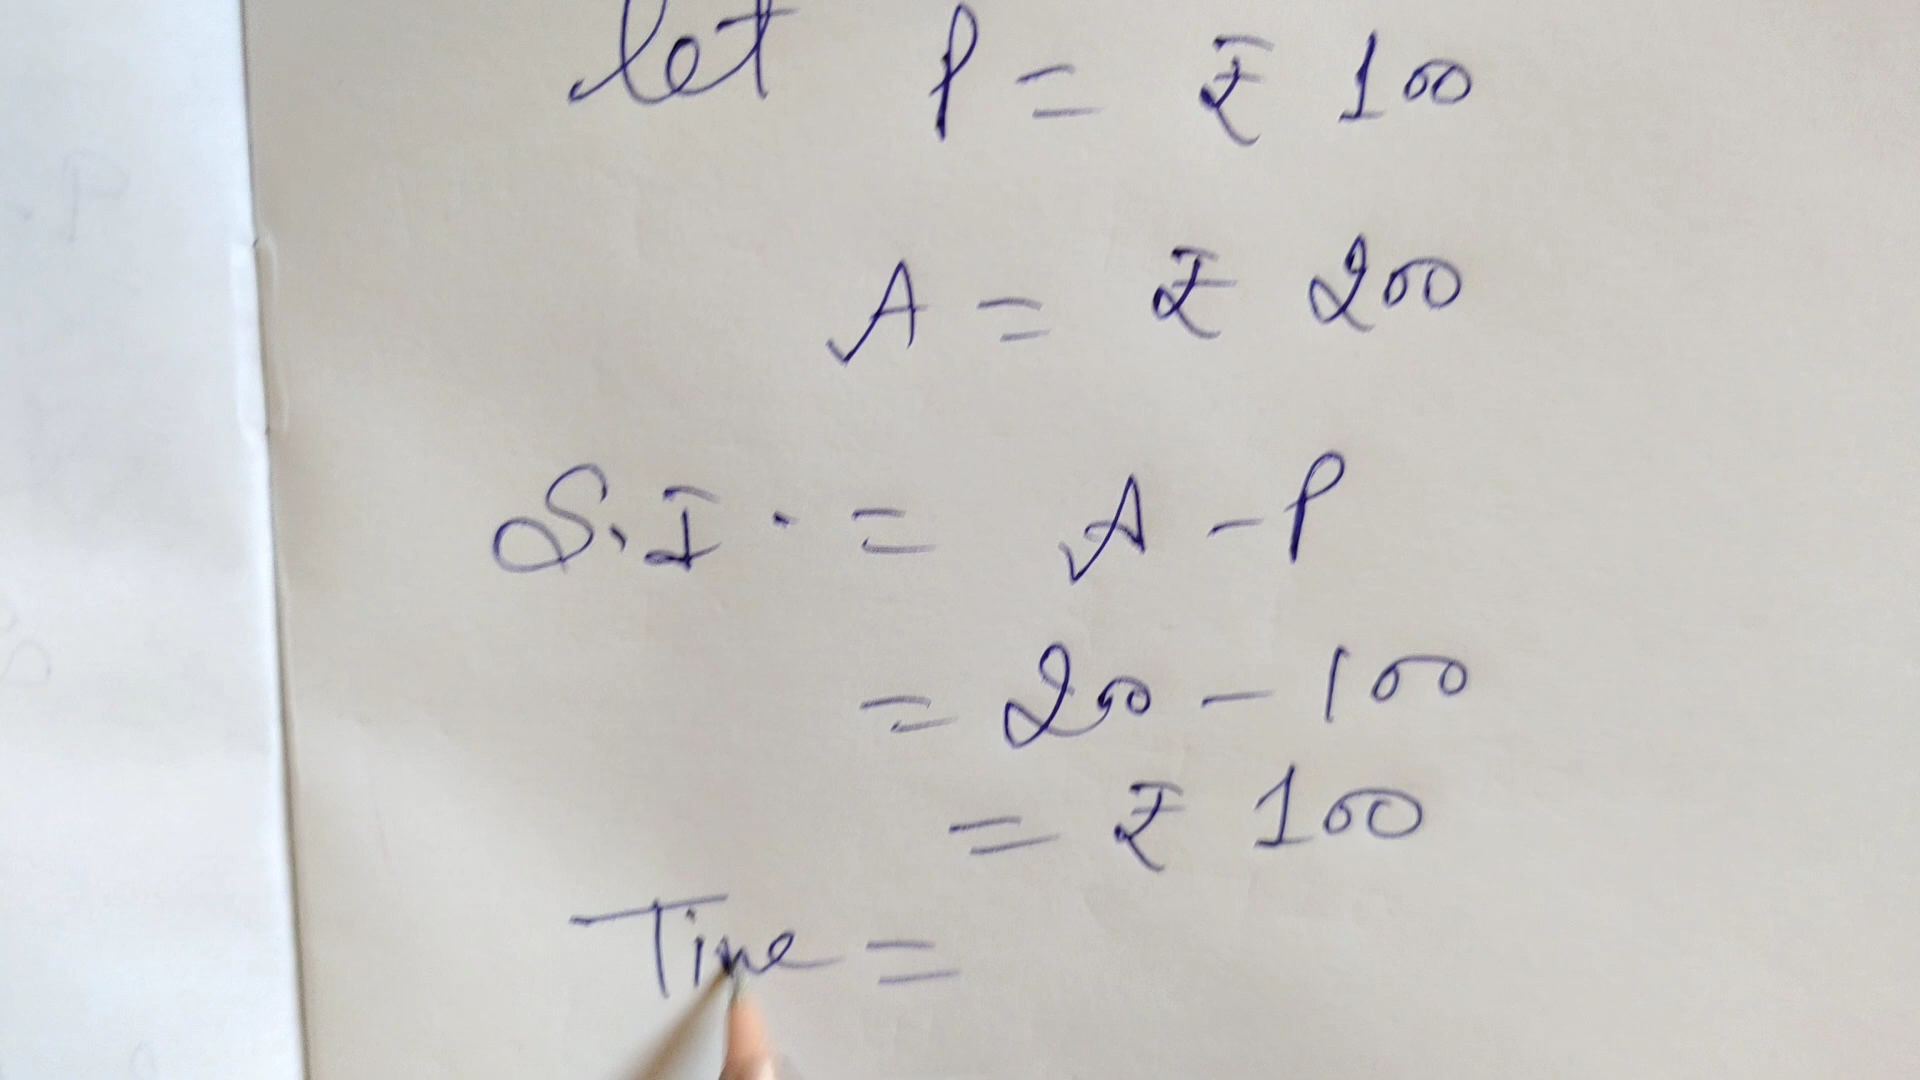 let P = ₹ 100
A = ₹ 200
S.I. = A - P
= 200 - 100
= ₹ 100
Time =